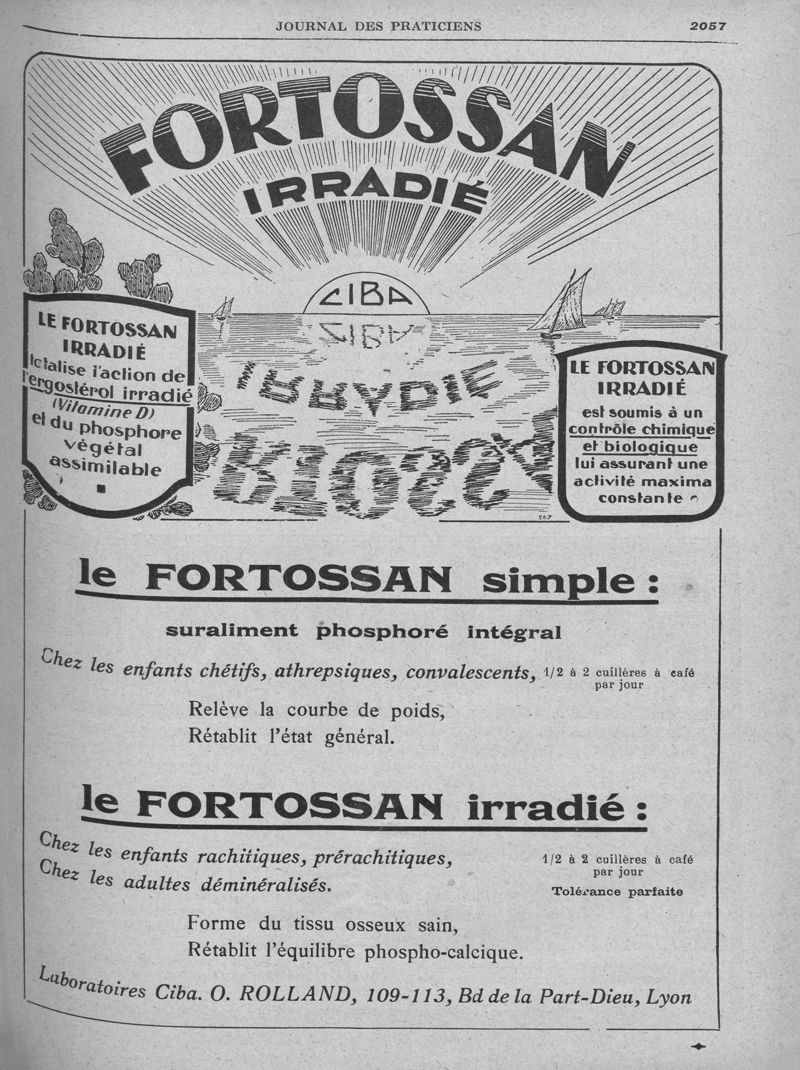 JOURNAL DES PRATICIENS
2057
FORTOSSAN
IRRADIÉ
CIBA
CIBA
IRRADIE
LE FORTOSSAN
IRRADIÉ
totalise l'action de
l'ergostérol irradié
(Vitamine D)
et du phosphore
végétal
assimilable
LE FORTOSSAN
IRRADIÉ
est soumis à un
contrôle chimique
et biologique
lui assurant une
activité maxima
constante
267
le FORTOSSAN simple :
suraliment phosphoré intégral
Chez les enfants chétifs, athrepsiques, convalescents, 1/2 à 2 cuillères à café
par jour
Relève la courbe de poids,
Rétablit l'état général.
le FORTOSSAN irradié :
Chez les enfants rachitiques, prérachitiques,
Chez les adultes déminéralisés.
1/2 à 2 cuillères à café
par jour
Tolérance parfaite
Forme du tissu osseux sain,
Rétablit l'équilibre phospho-calcique.
Laboratoires Ciba. O. ROLLAND, 109-113, Bd de la Part-Dieu, Lyon